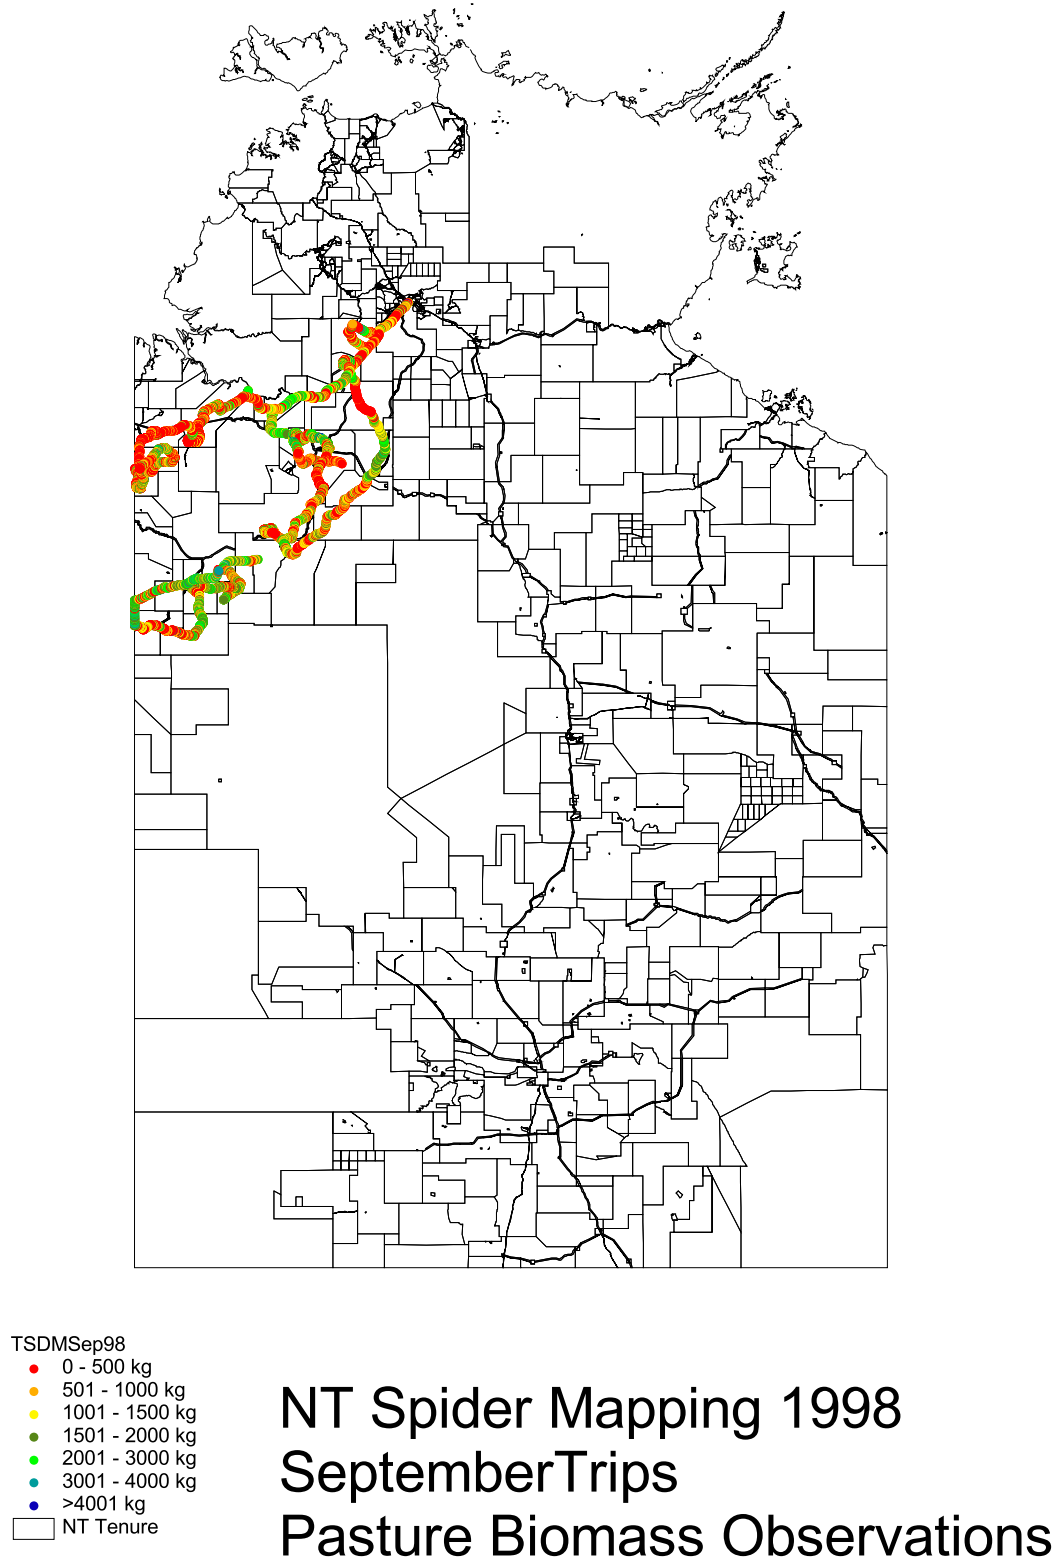 TSDMSep98
0 - 500 kg
501 - 1000 kg
1001 - 1500 kg
1501 - 2000 kg
2001 - 3000 kg
3001 - 4000 kg
>4001 kg
NT Tenure
NT Spider Mapping 1998
SeptemberTrips
Pasture Biomass Observations